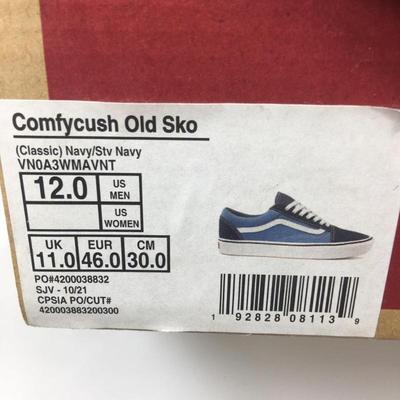 Comfycush Old Sko
(Classic) Navy/Stv Navy
VN0A3WMAVNT
12.0 US MEN
US WOMEN
UK 11.0 EUR 46.0 CM 30.0
PO#4200038832
SJV - 10/21
CPSIA PO/CUT#
420003883200300
1 92828 08113 9